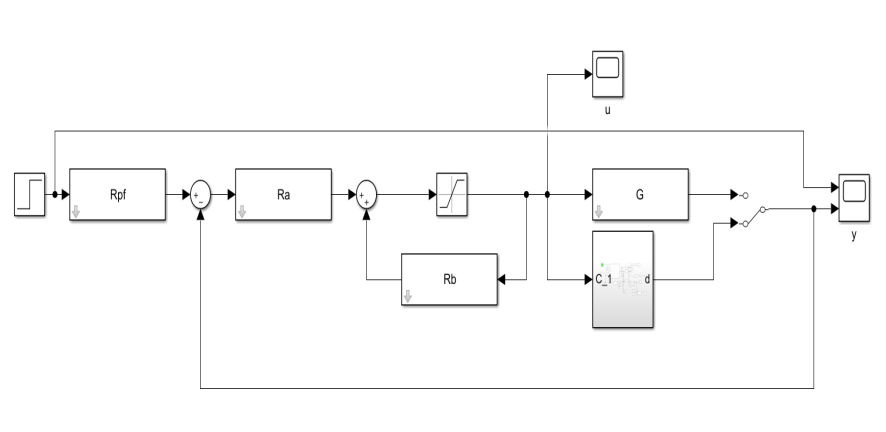 u
Rpf
+
−
Ra
+
+
G
y
Rb
C_1
d